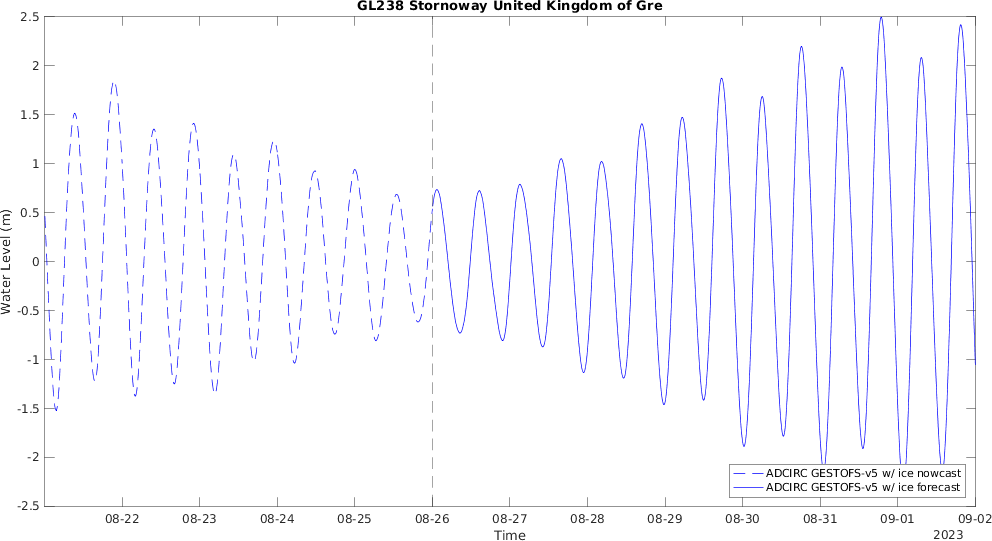 GL238 Stornoway United Kingdom of Gre
2.5
2
1.5
1
0.5
0
-0.5
-1
-1.5
-2
-2.5
Water Level (m)
ADCIRC GESTOFS-v5 w/ ice nowcast
ADCIRC GESTOFS-v5 w/ ice forecast
08-22 08-23 08-24 08-25 08-26 08-27 08-28 08-29 08-30 08-31 09-01 09-02
Time
2023